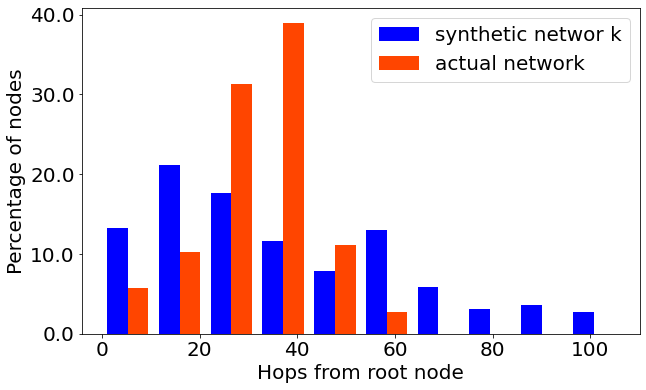 40.0
30.0
20.0
10.0
0.0
Percentage of nodes
synthetic networ k
actual network
0 20 40 60 80 100
Hops from root node